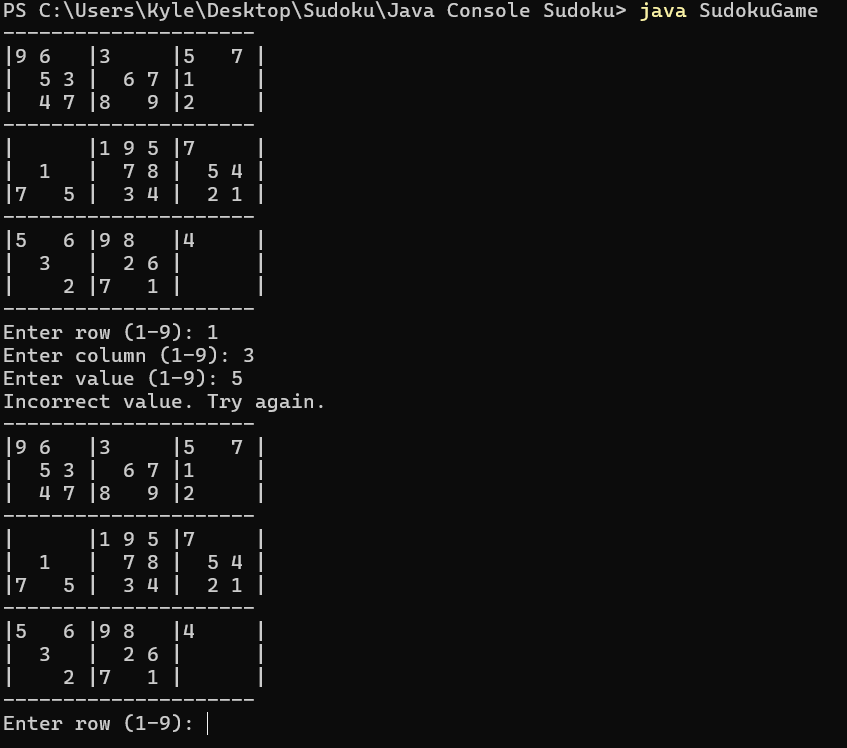 PS C:\Users\Kyle\Desktop\Sudoku\Java Console Sudoku> java SudokuGame
---------------------
|9 6   |3     |5   7 |
|  5 3 |  6 7 |1     |
|  4 7 |8   9 |2     |
---------------------
|      |1 9 5 |7     |
|  1   |  7 8 |  5 4 |
|7   5 |  3 4 |  2 1 |
---------------------
|5   6 |9 8   |4     |
|  3   |  2 6 |      |
|    2 |7   1 |      |
---------------------
Enter row (1-9): 1
Enter column (1-9): 3
Enter value (1-9): 5
Incorrect value. Try again.
---------------------
|9 6   |3     |5   7 |
|  5 3 |  6 7 |1     |
|  4 7 |8   9 |2     |
---------------------
|      |1 9 5 |7     |
|  1   |  7 8 |  5 4 |
|7   5 |  3 4 |  2 1 |
---------------------
|5   6 |9 8   |4     |
|  3   |  2 6 |      |
|    2 |7   1 |      |
---------------------
Enter row (1-9):